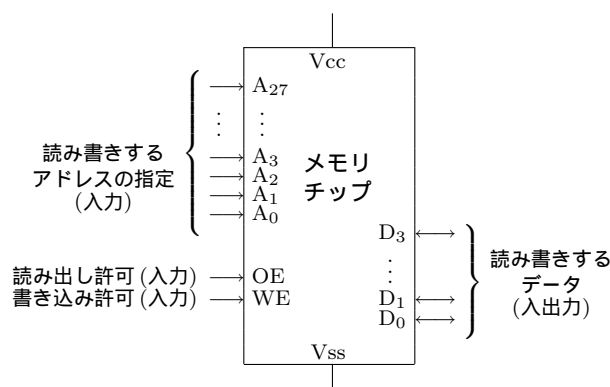 Vcc
A27
A3
A2
A1
A0
読み書きする
アドレスの指定
(入力)
メモリ
チップ
D3
D1
D0
読み書きする
データ
(入出力)
読み出し許可(入力)
OE
書き込み許可(入力)
WE
Vss